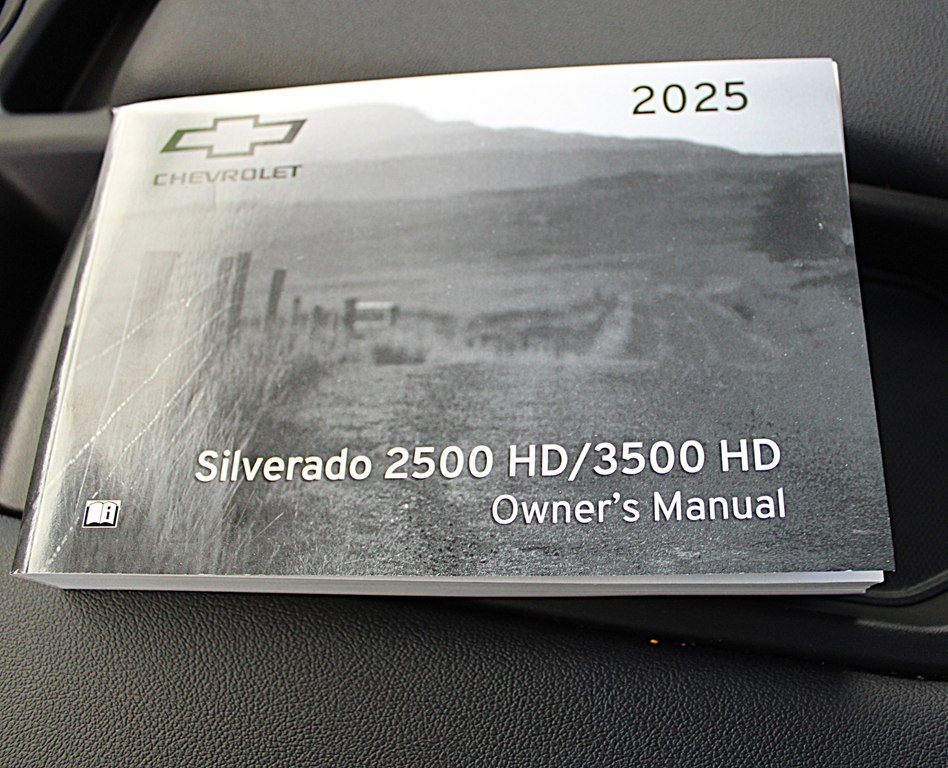 2025
CHEVROLET
Silverado 2500 HD/3500 HD
Owner's Manual